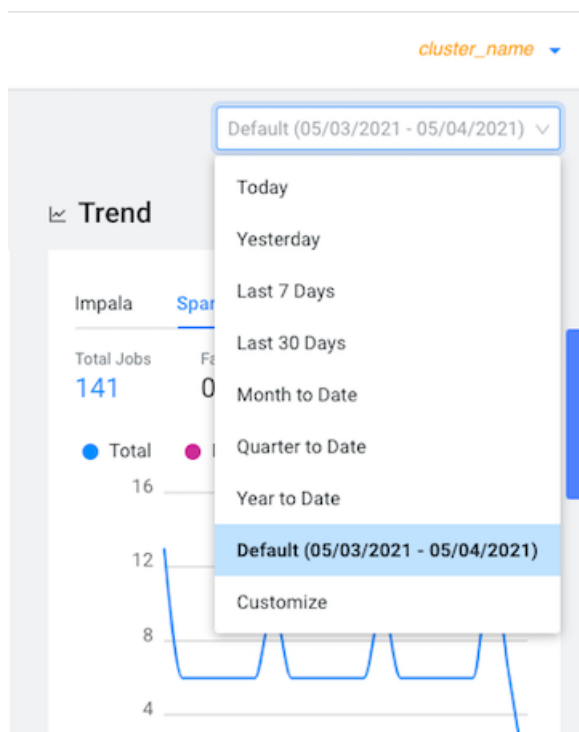 cluster_name
Default (05/03/2021 - 05/04/2021)
Trend
Today
Yesterday
Last 7 Days
Last 30 Days
Month to Date
Quarter to Date
Year to Date
Default (05/03/2021 - 05/04/2021)
Customize
Impala
Total Jobs
141
0
Total
16
12
8
4